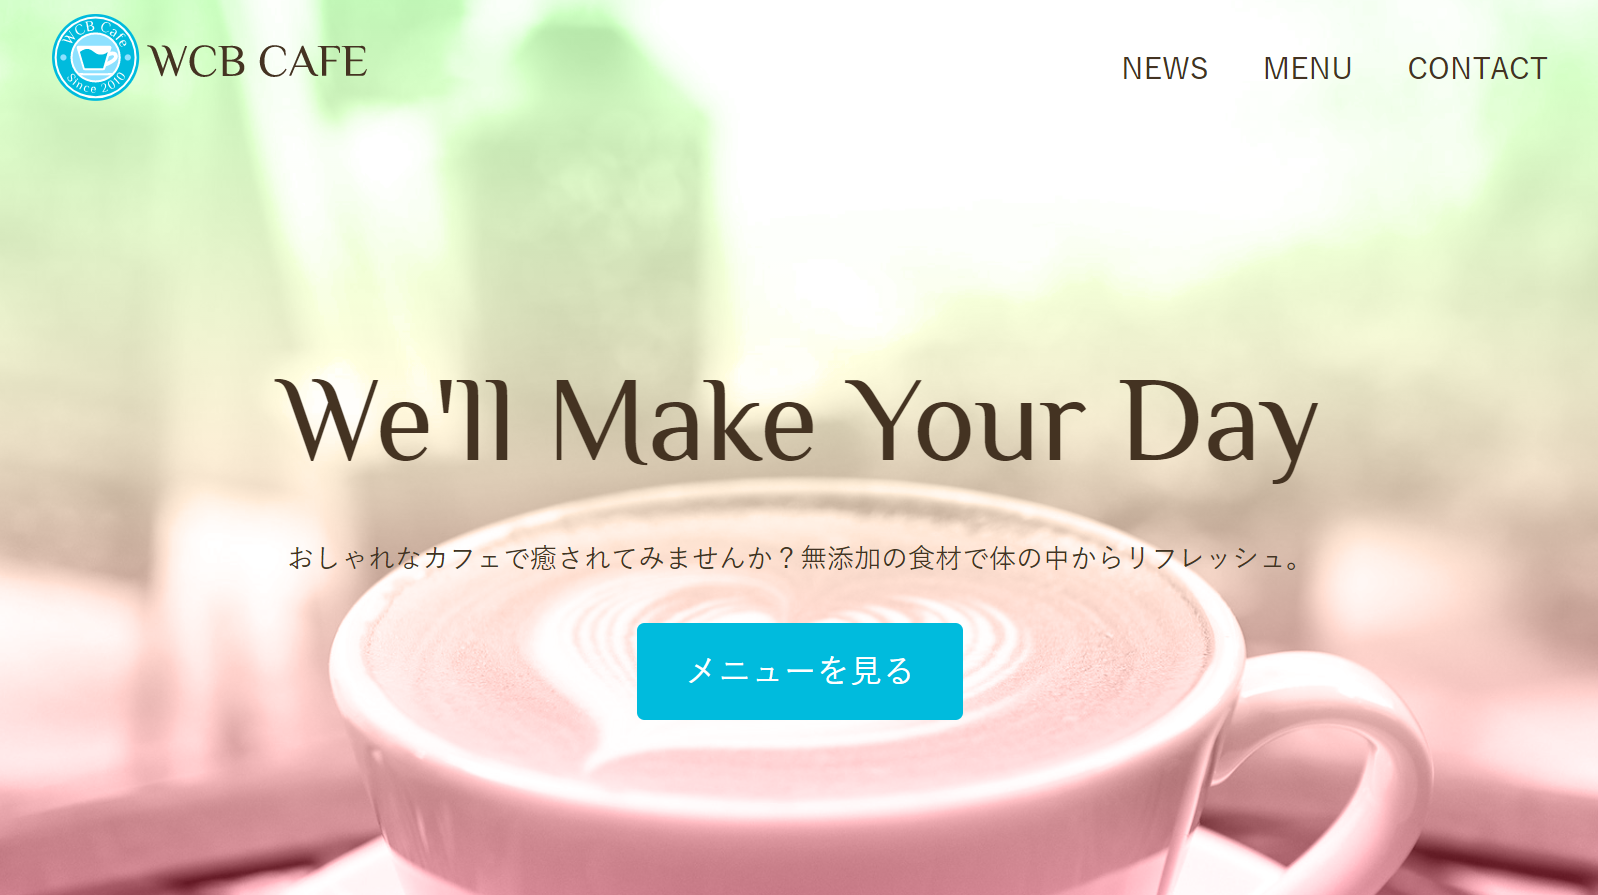 WCB Cafe
Since 2010
WCB CAFE
NEWS MENU CONTACT
We'll Make Your Day
おしゃれなカフェで癒されてみませんか？無添加の食材で体の中からリフレッシュ。
メニューを見る